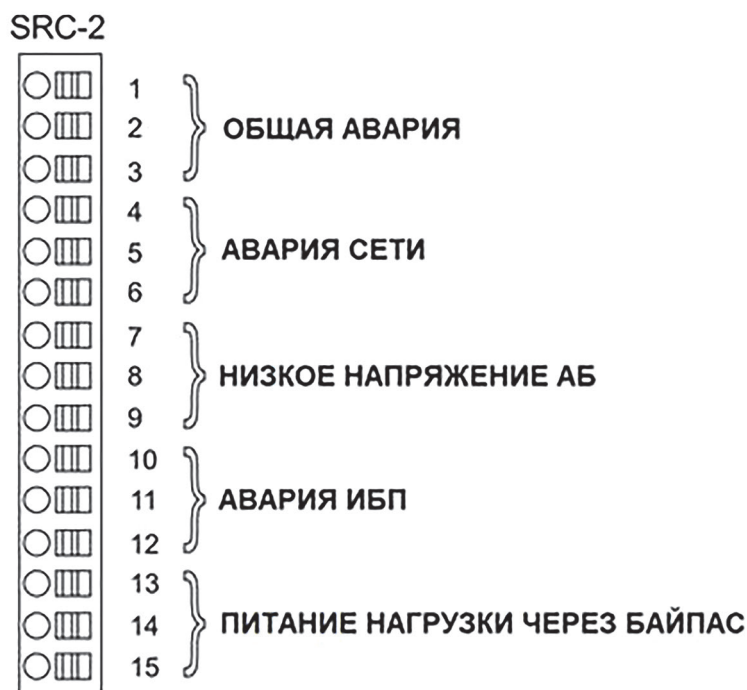 SRC-2
1
2 ОБЩАЯ АВАРИЯ
3
4
5 АВАРИЯ СЕТИ
6
7
8 НИЗКОЕ НАПРЯЖЕНИЕ АБ
9
10
11 АВАРИЯ ИБП
12
13
14 ПИТАНИЕ НАГРУЗКИ ЧЕРЕЗ БАЙПАС
15